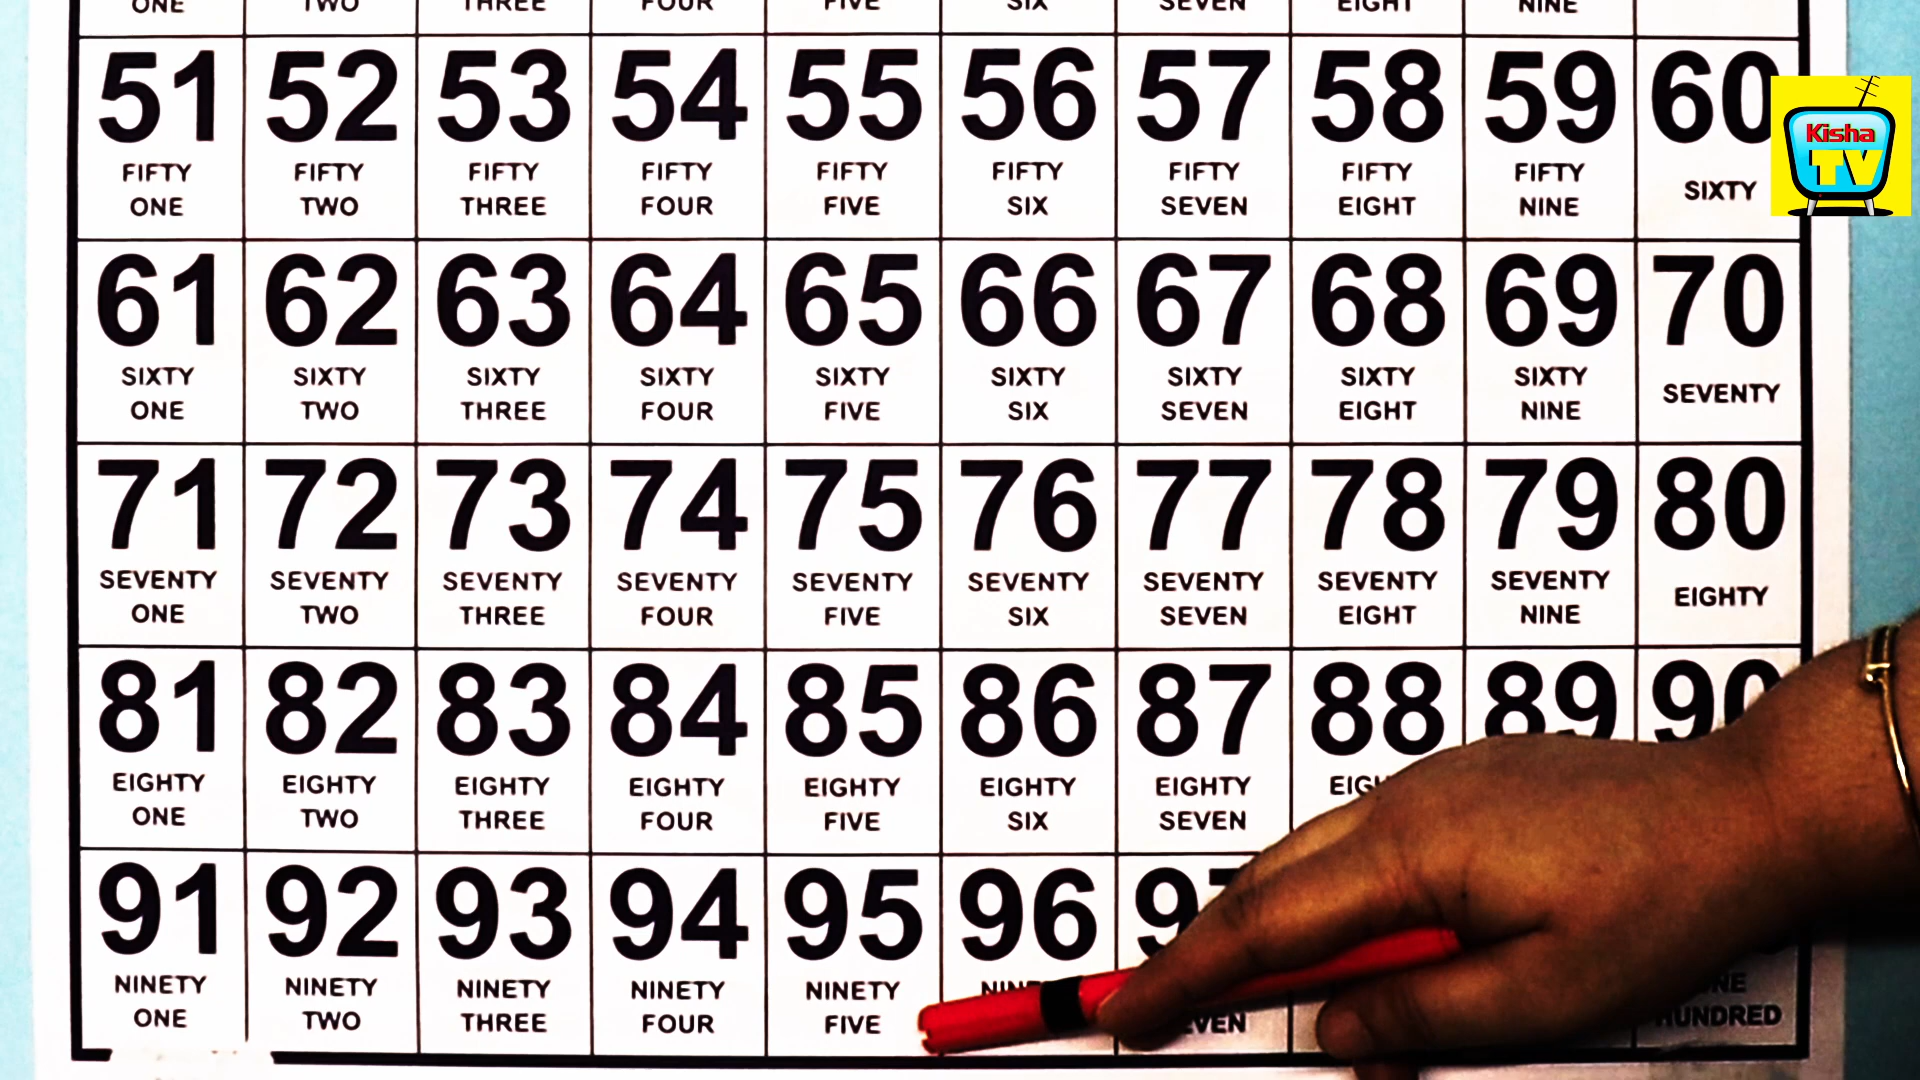 ONE TWO THREE FOUR FIVE SIX SEVEN EIGHT NINE
51 52 53 54 55 56 57 58 59 60
FIFTY FIFTY FIFTY FIFTY FIFTY FIFTY FIFTY FIFTY FIFTY SIXTY
ONE TWO THREE FOUR FIVE SIX SEVEN EIGHT NINE
Kisha
TV
61 62 63 64 65 66 67 68 69 70
SIXTY SIXTY SIXTY SIXTY SIXTY SIXTY SIXTY SIXTY SIXTY SEVENTY
ONE TWO THREE FOUR FIVE SIX SEVEN EIGHT NINE
71 72 73 74 75 76 77 78 79 80
SEVENTY SEVENTY SEVENTY SEVENTY SEVENTY SEVENTY SEVENTY SEVENTY SEVENTY EIGHTY
ONE TWO THREE FOUR FIVE SIX SEVEN EIGHT NINE
81 82 83 84 85 86 87 88 89 90
EIGHTY EIGHTY EIGHTY EIGHTY EIGHTY EIGHTY EIGHTY
ONE TWO THREE FOUR FIVE SIX SEVEN
91 92 93 94 95 96 97
NINETY NINETY NINETY NINETY NINETY
ONE TWO THREE FOUR FIVE SEVEN HUNDRED